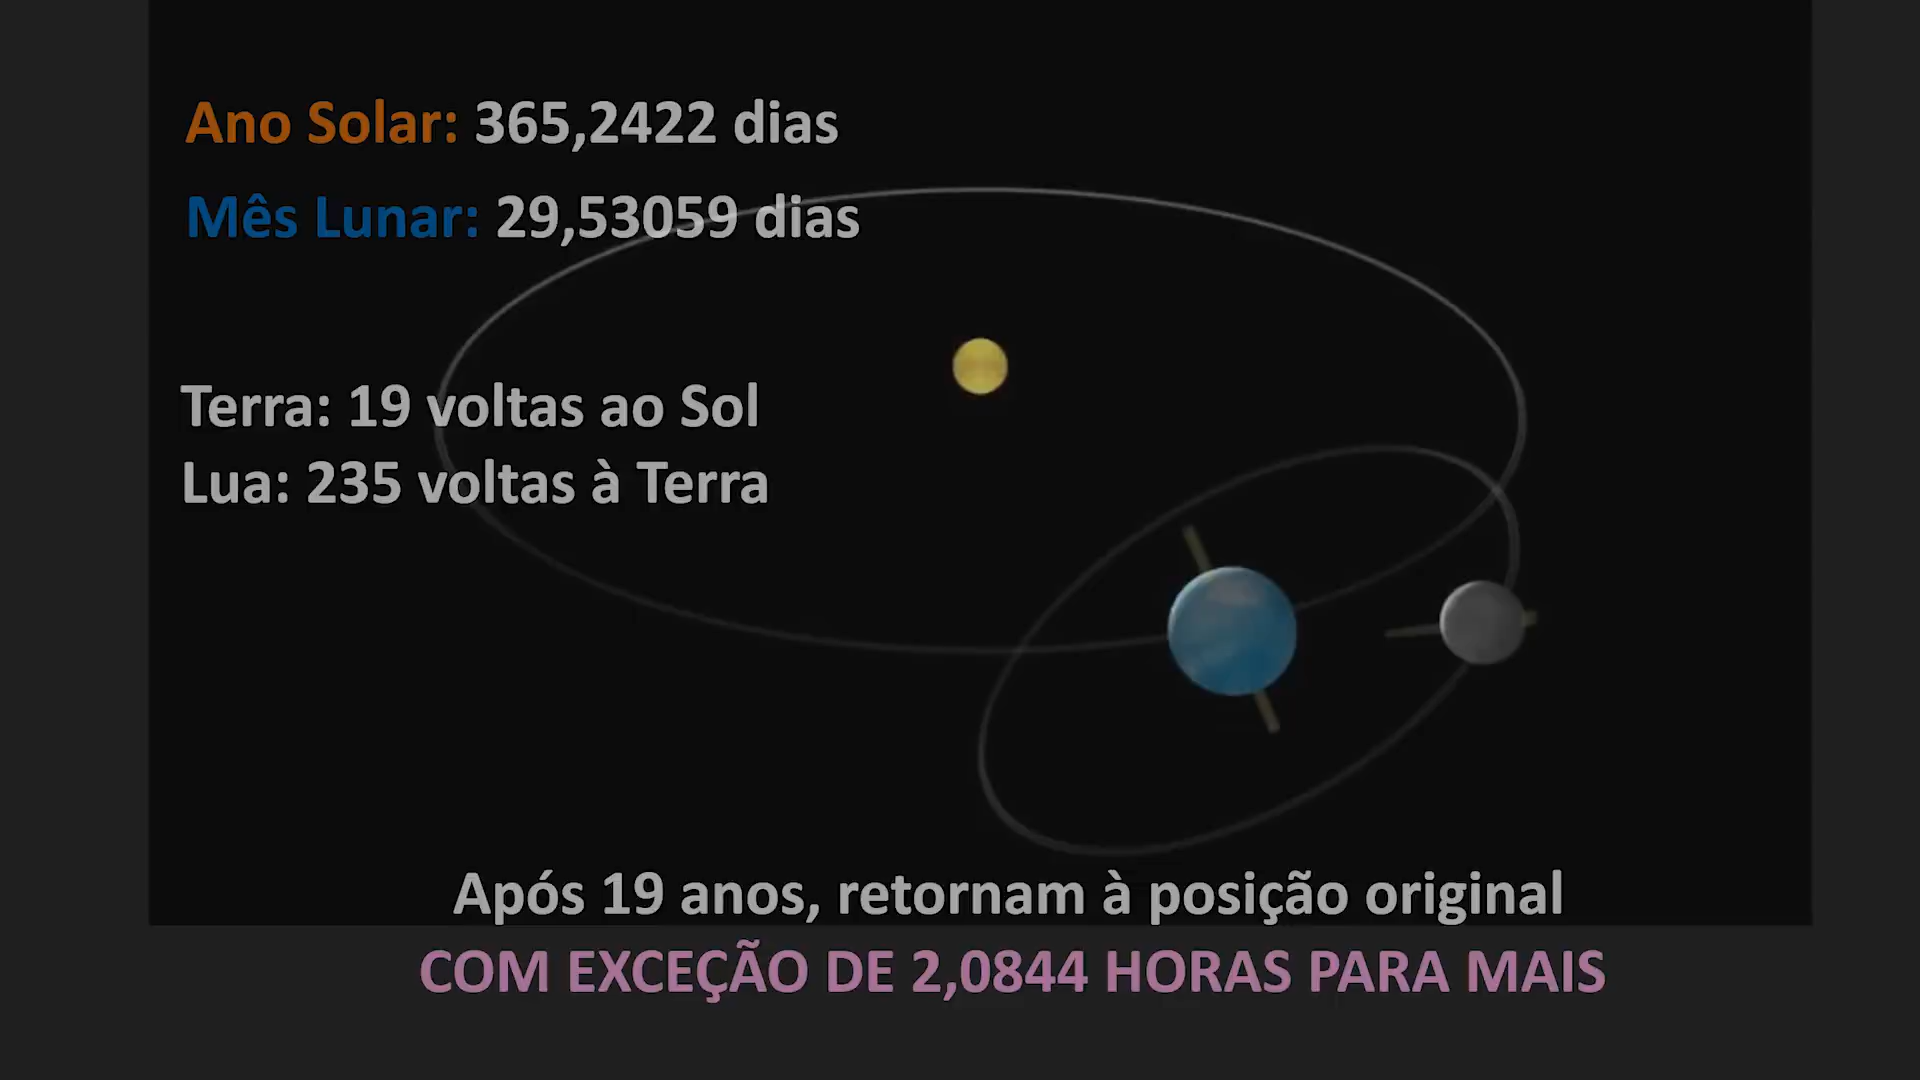 Ano Solar: 365,2422 dias
Mês Lunar: 29,53059 dias
Terra: 19 voltas ao Sol
Lua: 235 voltas à Terra
Após 19 anos, retornam à posição original
COM EXCEÇÃO DE 2,0844 HORAS PARA MAIS